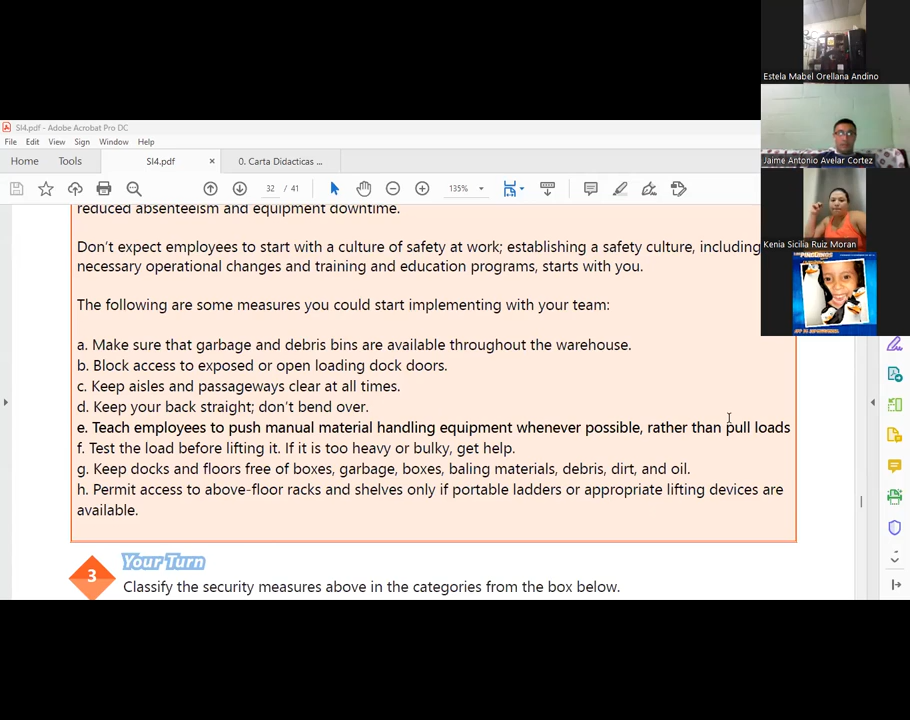 Estela Mabel Orellana Andino
SI4.pdf - Adobe Acrobat Pro DC
File Edit View Sign Window Help
Jaime Antonio Avelar Cortez
Home Tools SI4.pdf × 0. Carta Didacticas ...
32 / 41 135%
reduced absenteeism and equipment downtime.
Kenia Sicilia Ruiz Moran
Don't expect employees to start with a culture of safety at work; establishing a safety culture, including
necessary operational changes and training and education programs, starts with you.
The following are some measures you could start implementing with your team:
a. Make sure that garbage and debris bins are available throughout the warehouse.
b. Block access to exposed or open loading dock doors.
c. Keep aisles and passageways clear at all times.
d. Keep your back straight; don't bend over.
e. Teach employees to push manual material handling equipment whenever possible, rather than pull loads
f. Test the load before lifting it. If it is too heavy or bulky, get help.
g. Keep docks and floors free of boxes, garbage, boxes, baling materials, debris, dirt, and oil.
h. Permit access to above-floor racks and shelves only if portable ladders or appropriate lifting devices are
available.
3 Your Turn
Classify the security measures above in the categories from the box below.